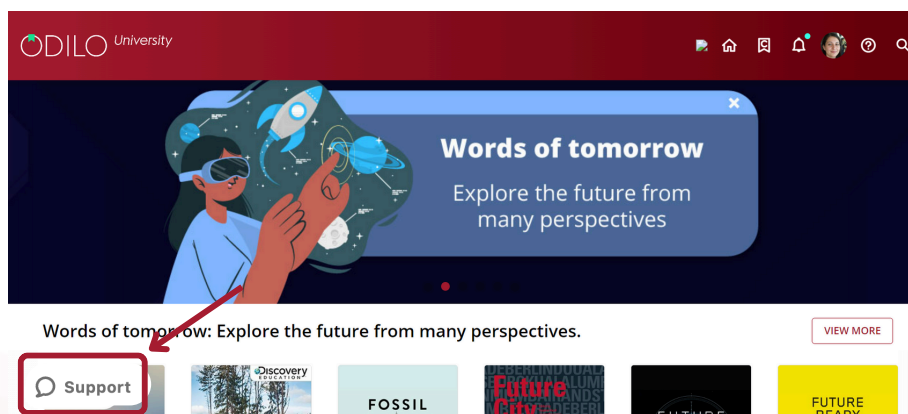 ODILO University
Words of tomorrow
Explore the future from
many perspectives
Words of tomorrow: Explore the future from many perspectives.
VIEW MORE
Support
Discovery
EDUCATION
FOSSIL
Future
City
FUTURE
FUTURE
READY